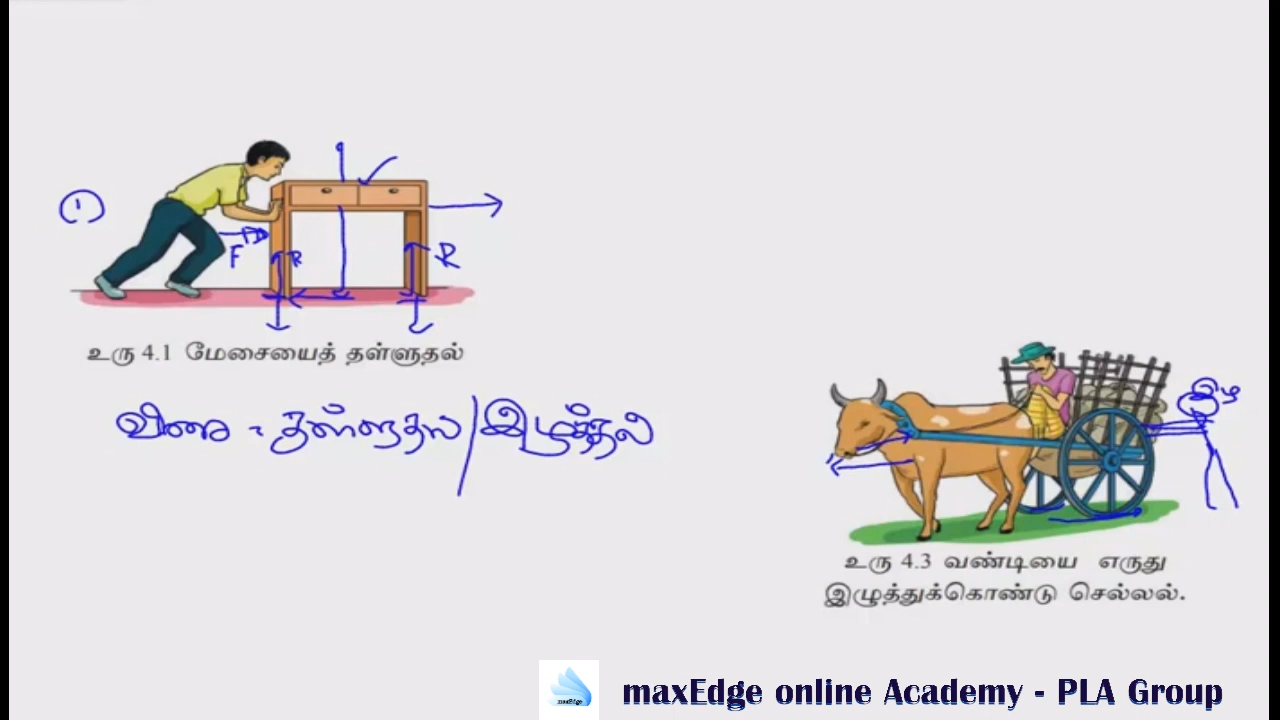 1
F R R
உரு 4.1 மேசையைத் தள்ளுதல்
விசை = தள்ளுதல் / இழுத்தல்
உரு 4.3 வண்டியை எருது
இழுத்துக்கொண்டு செல்லல்.
maxEdge
maxEdge online Academy - PLA Group